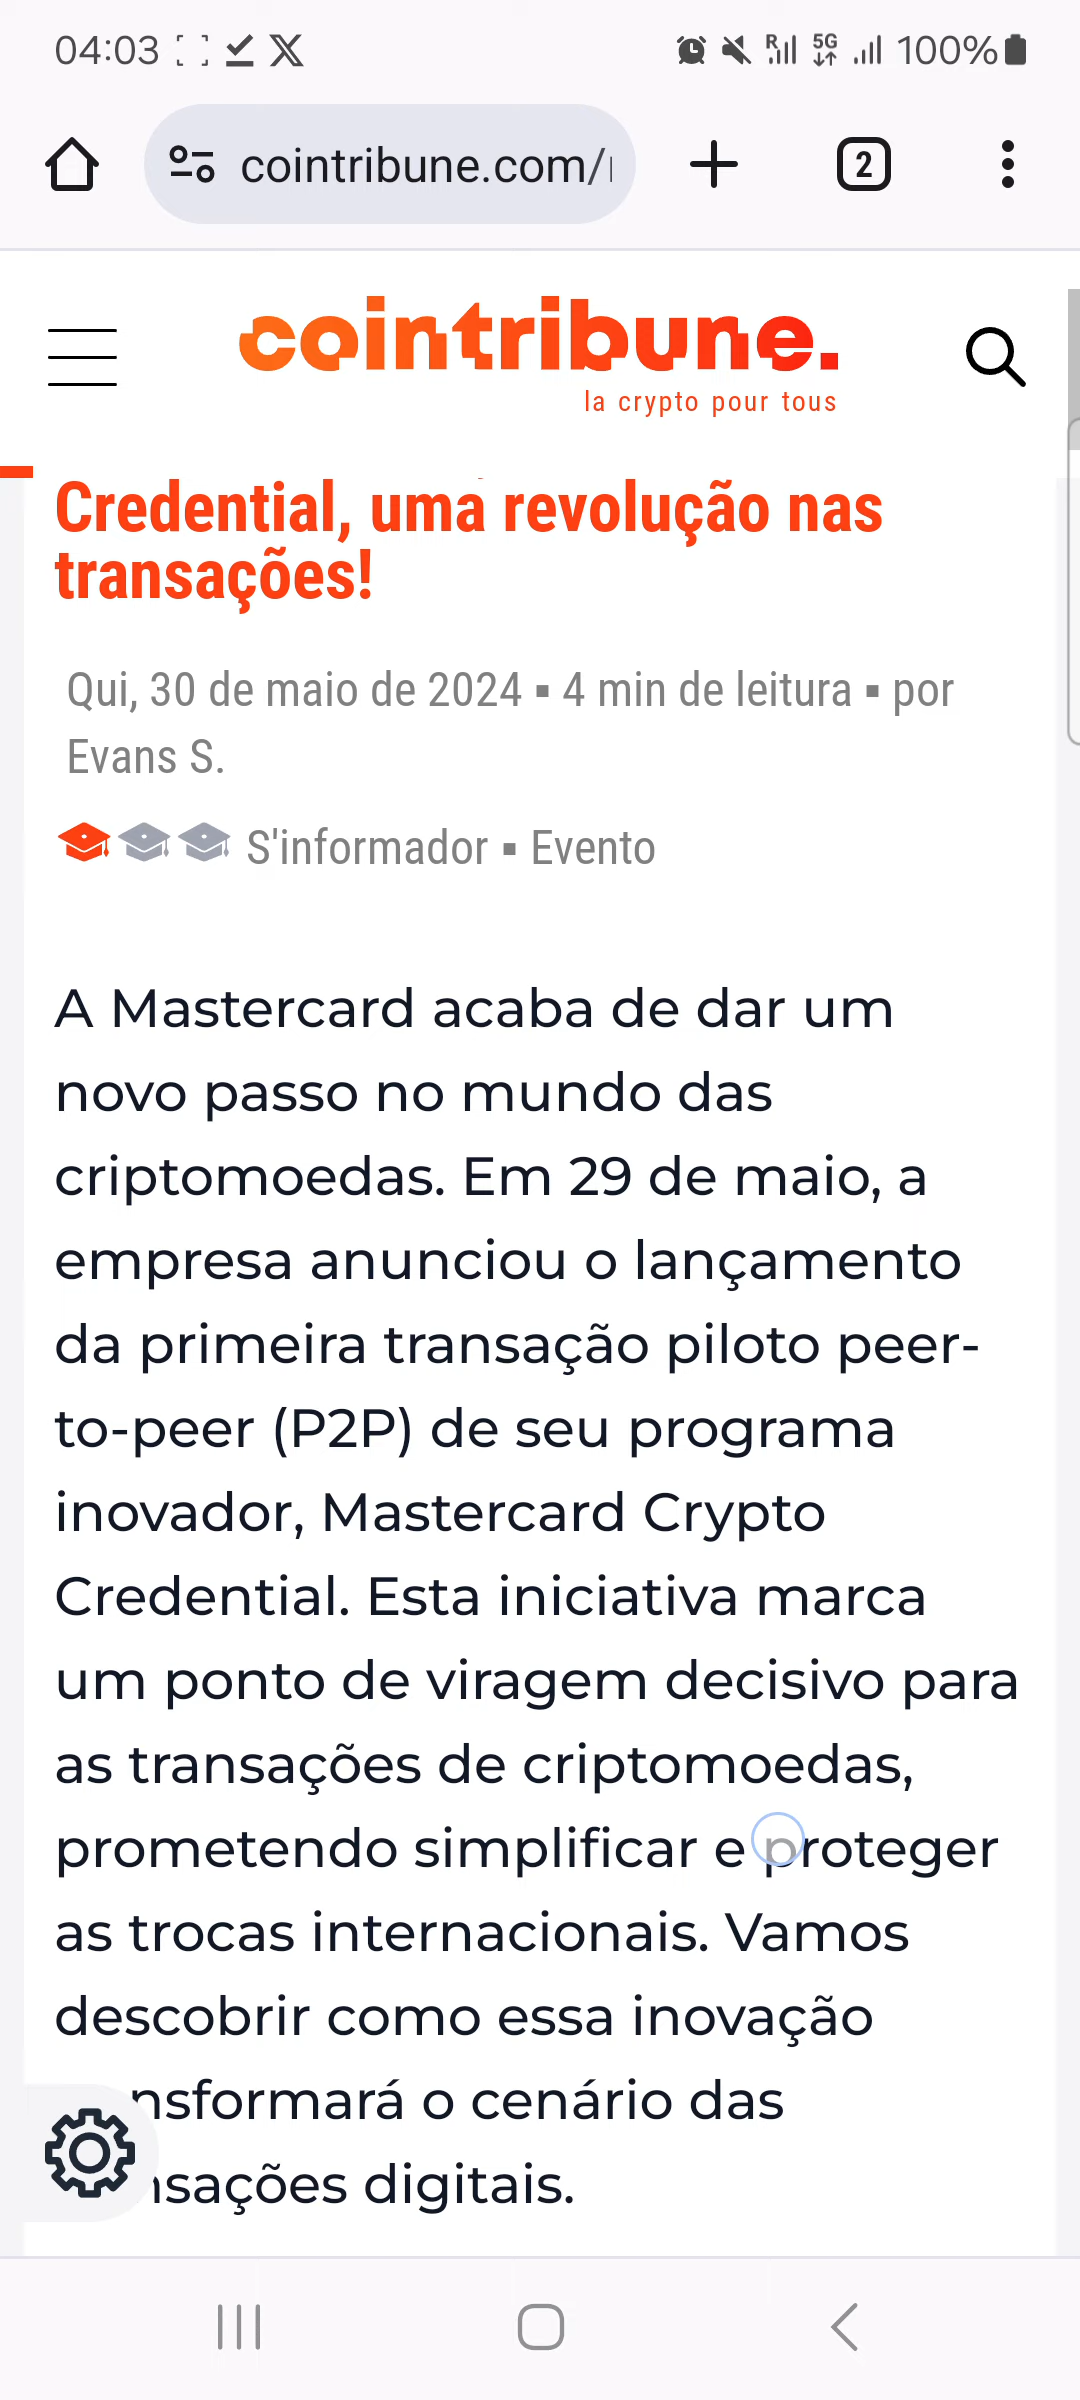 04:03
R
5G
100%
cointribune.com/
2
cointribune.
la crypto pour tous
Credential, uma revolução nas
transações!
Qui, 30 de maio de 2024 ▪ 4 min de leitura ▪ por
Evans S.
S'informador ▪ Evento
A Mastercard acaba de dar um
novo passo no mundo das
criptomoedas. Em 29 de maio, a
empresa anunciou o lançamento
da primeira transação piloto peer-
to-peer (P2P) de seu programa
inovador, Mastercard Crypto
Credential. Esta iniciativa marca
um ponto de viragem decisivo para
as transações de criptomoedas,
prometendo simplificar e proteger
as trocas internacionais. Vamos
descobrir como essa inovação
nsformará o cenário das
nsações digitais.